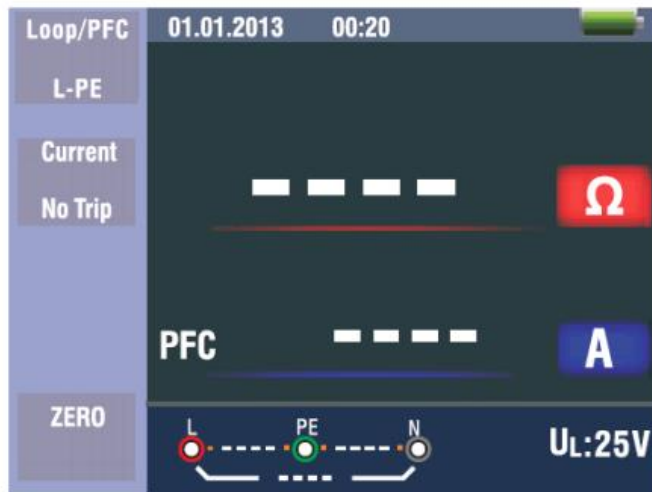 Loop/PFC
L-PE
Current
No Trip
ZERO
01.01.2013 00:20
---- Ω
PFC ---- A
L PE N
UL:25V